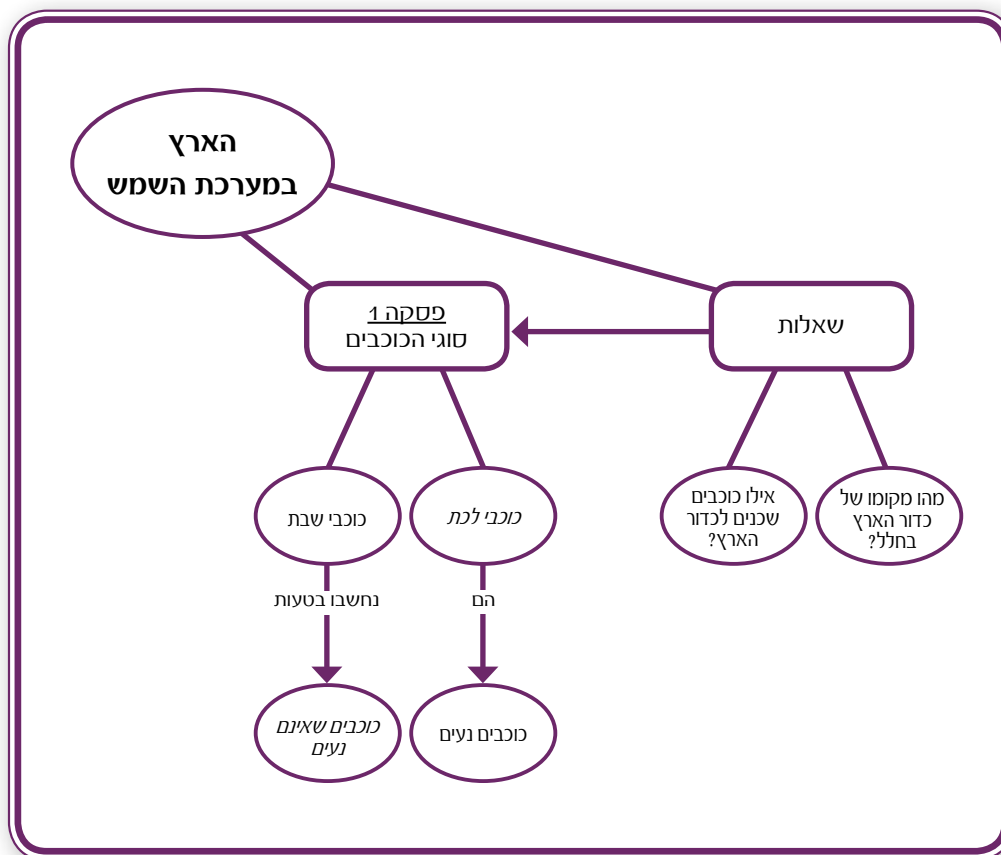 הארץ
במערכת השמש
שאלות
פסקה 1
סוגי הכוכבים
מהו מקומו של
כדור הארץ
בחלל?
אילו כוכבים
שכנים לכדור
הארץ?
כוכבי לכת
כוכבי שבת
הם
נחשבו בטעות
כוכבים נעים
כוכבים שאינם
נעים